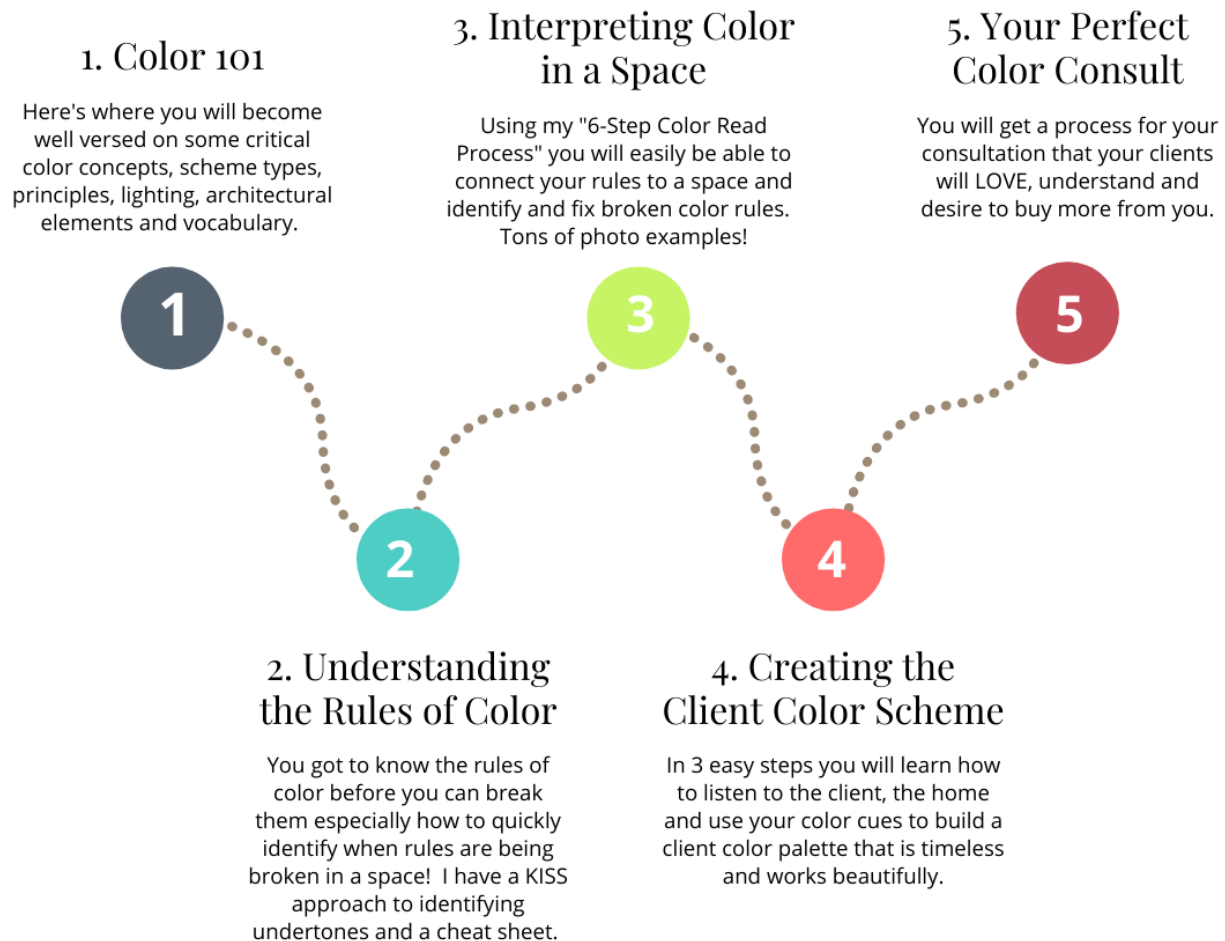 1. Color 101
Here's where you will become
well versed on some critical
color concepts, scheme types,
principles, lighting, architectural
elements and vocabulary.
1
2
2. Understanding
the Rules of Color
You got to know the rules of
color before you can break
them especially how to quickly
identify when rules are being
broken in a space!  I have a KISS
approach to identifying
undertones and a cheat sheet.
3. Interpreting Color
in a Space
Using my "6-Step Color Read
Process" you will easily be able to
connect your rules to a space and
identify and fix broken color rules.
Tons of photo examples!
3
4
4. Creating the
Client Color Scheme
In 3 easy steps you will learn how
to listen to the client, the home
and use your color cues to build a
client color palette that is timeless
and works beautifully.
5. Your Perfect
Color Consult
You will get a process for your
consultation that your clients
will LOVE, understand and
desire to buy more from you.
5